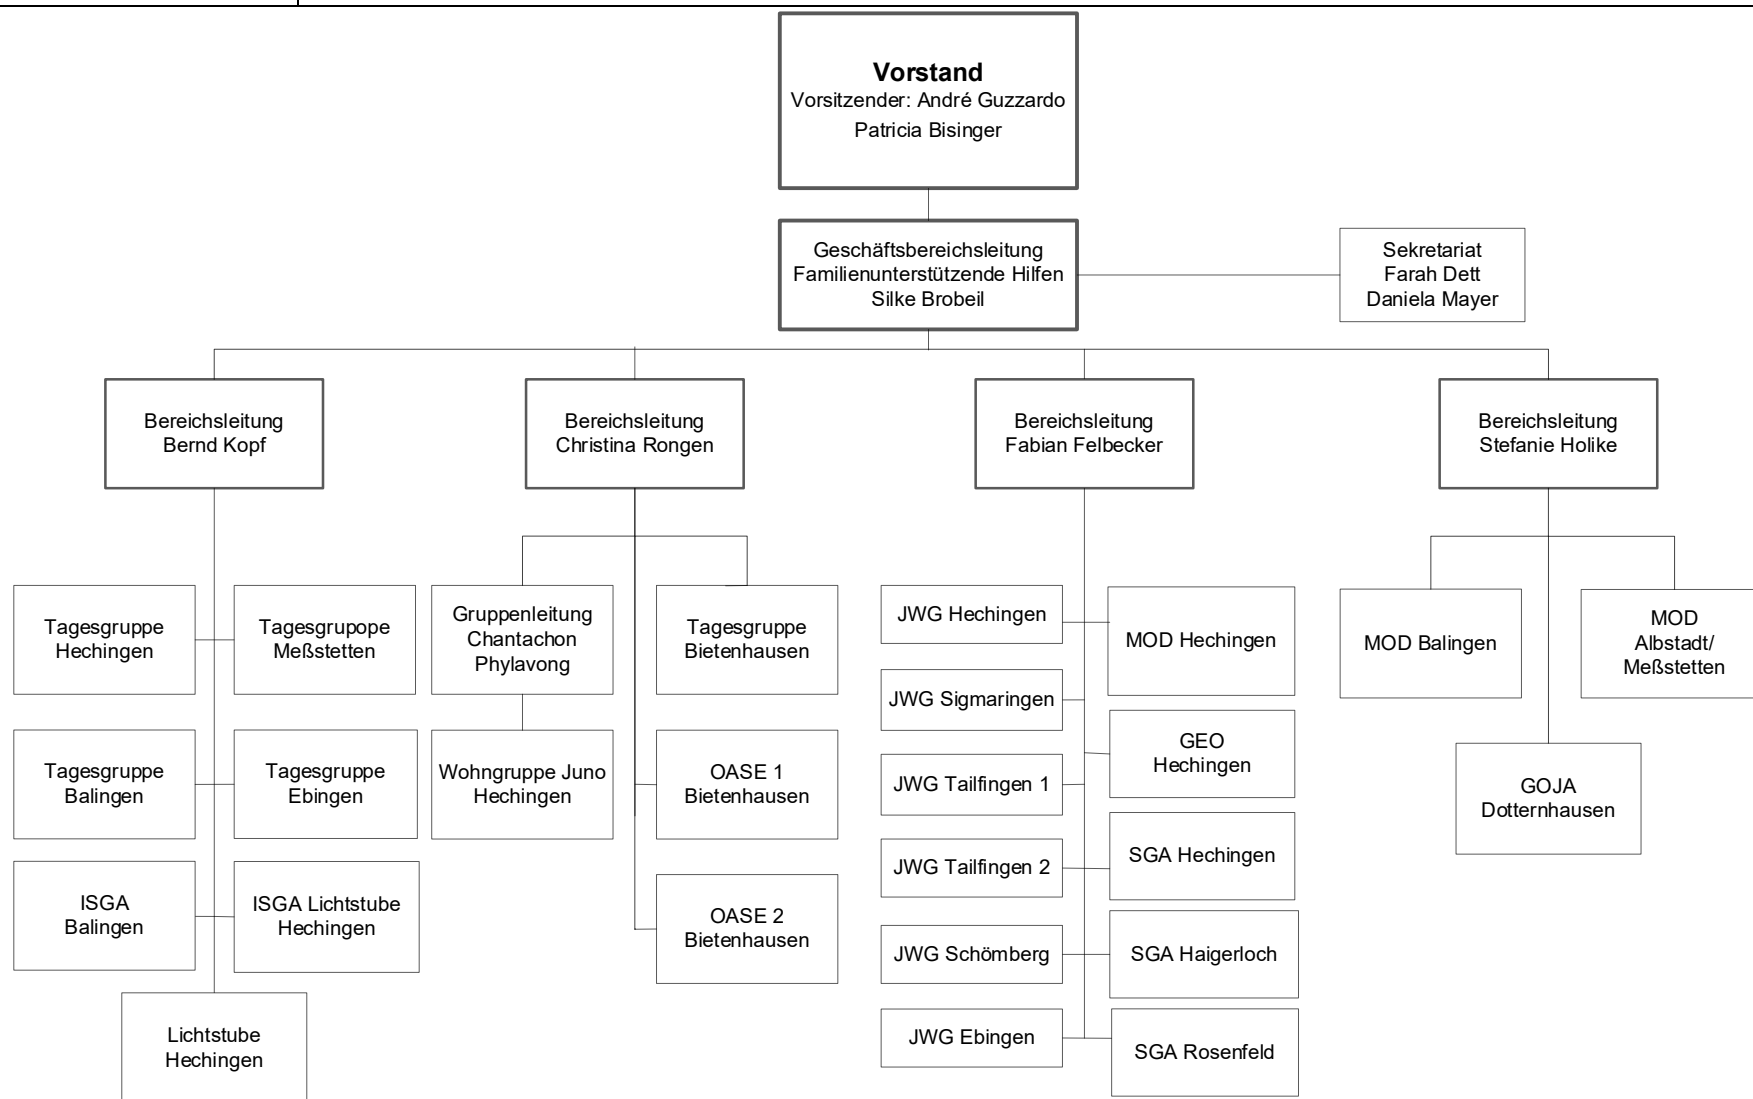 Vorstand
Vorsitzender: André Guzzardo
Patricia Bisinger
Geschäftsbereichsleitung
Familienunterstützende Hilfen
Silke Brobeil
Sekretariat
Farah Dett
Daniela Mayer
Bereichsleitung
Bernd Kopf
Bereichsleitung
Christina Rongen
Bereichsleitung
Fabian Felbecker
Bereichsleitung
Stefanie Holike
Tagesgruppe
Hechingen
Tagesgrupope
Meßstetten
Tagesgruppe
Balingen
Tagesgruppe
Ebingen
ISGA
Balingen
ISGA Lichtstube
Hechingen
Lichtstube
Hechingen
Gruppenleitung
Chantachon
Phylavong
Tagesgruppe
Bietenhausen
Wohngruppe Juno
Hechingen
OASE 1
Bietenhausen
OASE 2
Bietenhausen
JWG Hechingen
MOD Hechingen
JWG Sigmaringen
GEO
Hechingen
JWG Tailfingen 1
JWG Tailfingen 2
SGA Hechingen
JWG Schömberg
SGA Haigerloch
JWG Ebingen
SGA Rosenfeld
MOD Balingen
MOD
Albstadt/
Meßstetten
GOJA
Dotternhausen